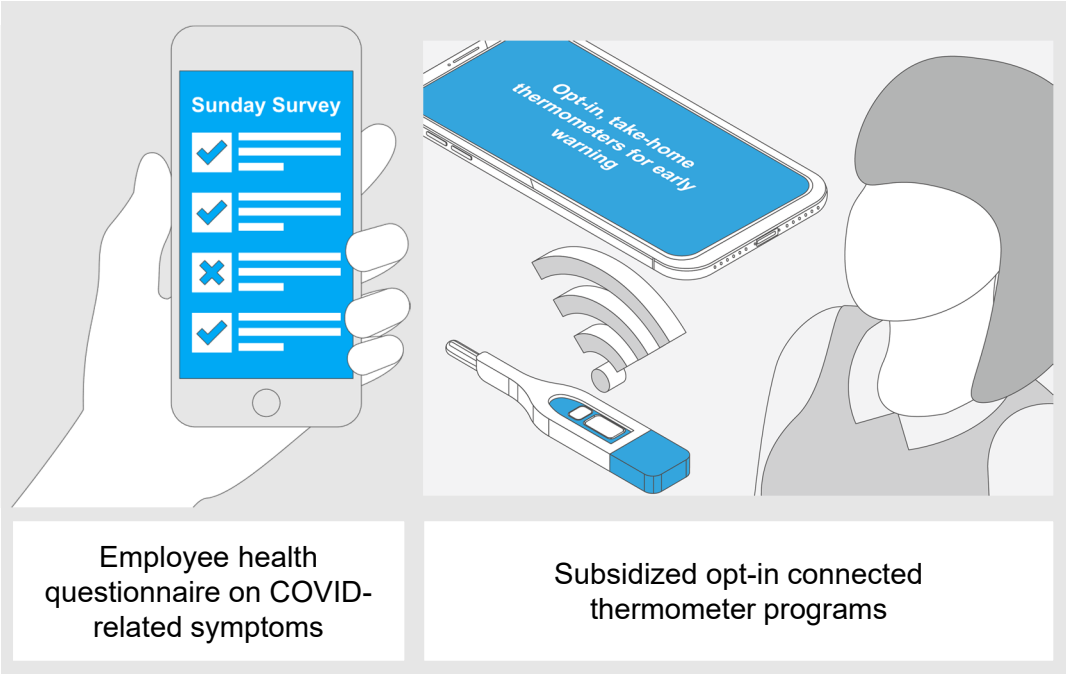 Sunday Survey
Opt-in, take-home
thermometers for early
warning
Employee health
questionnaire on COVID-
related symptoms
Subsidized opt-in connected
thermometer programs